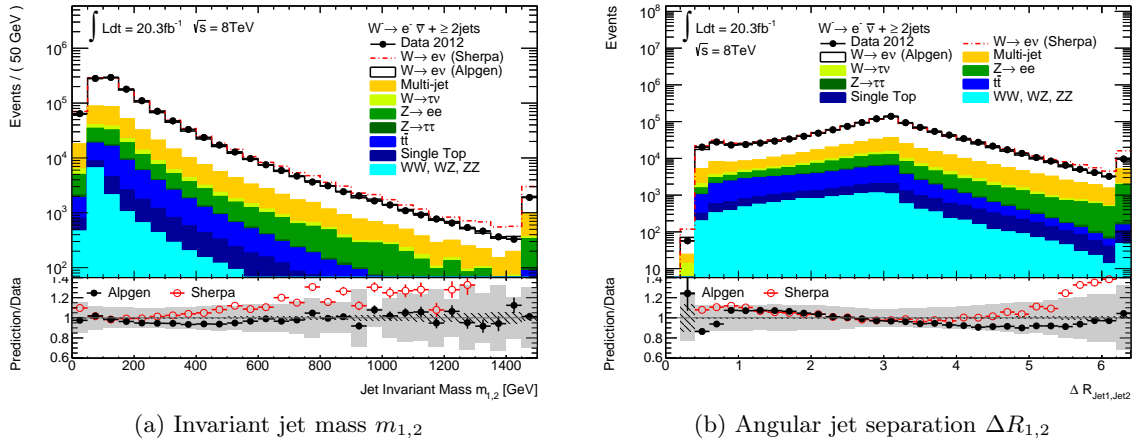 ∫ Ldt = 20.3fb⁻¹ √s = 8TeV
W⁻→ e⁻ ν̄ + ≥ 2jets
Data 2012
W→ eν (Sherpa)
W→ eν (Alpgen)
Multi-jet
W→τν
Z→ ee
Z→ττ
tt̄
Single Top
WW, WZ, ZZ
Events / ( 50 GeV )
10⁶
10⁵
10⁴
10³
10²
Prediction/Data
1.4
1.2
1
0.8
0.6
Alpgen Sherpa
0 200 400 600 800 1000 1200 1400
Jet Invariant Mass m₁,₂ [GeV]
(a) Invariant jet mass m₁,₂
∫ Ldt = 20.3fb⁻¹
√s = 8TeV
W⁻→ e⁻ ν̄ + ≥ 2jets
Data 2012 W→ eν (Sherpa)
W→ eν (Alpgen) Multi-jet
W→τν Z→ ee
Z→ττ tt̄
Single Top WW, WZ, ZZ
Events
10⁸
10⁷
10⁶
10⁵
10⁴
10³
10²
10
Prediction/Data
1.4
1.2
1
0.8
0.6
Alpgen Sherpa
0 1 2 3 4 5 6
Δ R Jet1,Jet2
(b) Angular jet separation ΔR₁,₂